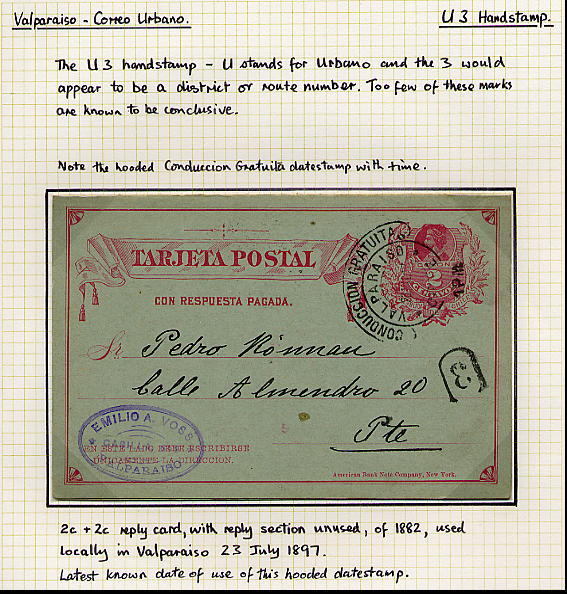 Valparaiso - Correo Urbano.
U 3 Handstamp.
The U 3 handstamp - U stands for Urbano and the 3 would
appear to be a district or route number. Too few of these marks
are known to be conclusive.
Note the hooded Conduccion Gratuita datestamp with time.
TARJETA POSTAL
CON RESPUESTA PAGADA.
CONDUCCION GRATUITA
VALPARAISO
1 PM
Sr Pedro Rönnau
Calle Almendro 20
3
Pte
EMILIO A. VOSS
VALPARAISO
EN ESTE LADO DEBE ESCRIBIRSE
ÚNICAMENTE LA DIRECCION.
American Bank Note Company, New York.
2c + 2c reply card, with reply section unused, of 1882, used
locally in Valparaiso 23 July 1897.
Latest known date of use of this hooded datestamp.